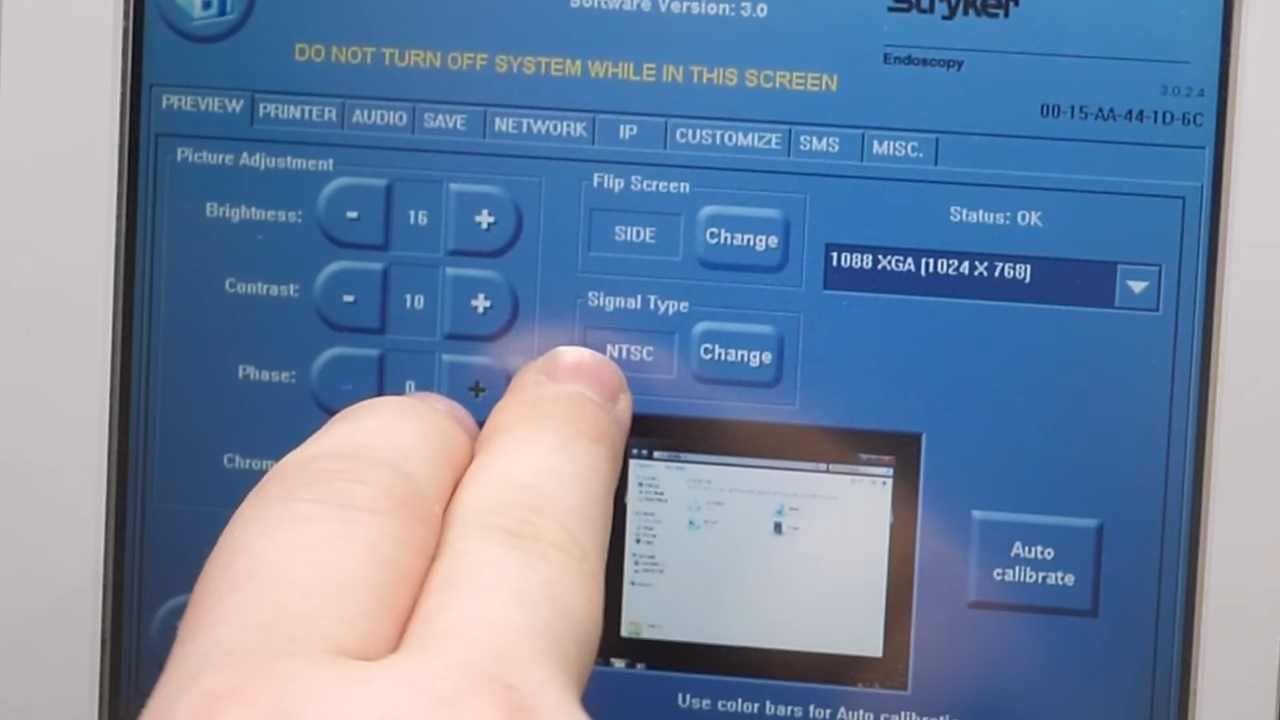 Software Version: 3.0
Stryker
Endoscopy
DO NOT TURN OFF SYSTEM WHILE IN THIS SCREEN
3.0.2.4
00-15-AA-44-1D-6C
PREVIEW PRINTER AUDIO SAVE NETWORK IP CUSTOMIZE SMS MISC.
Picture Adjustment
Brightness: - 16 +
Contrast: - 10 +
Phase: - 0 +
Chrom
Flip Screen
SIDE Change
Signal Type
NTSC Change
Status: OK
1088 XGA (1024 X 768)
Auto
calibrate
Use color bars for Auto calibrati